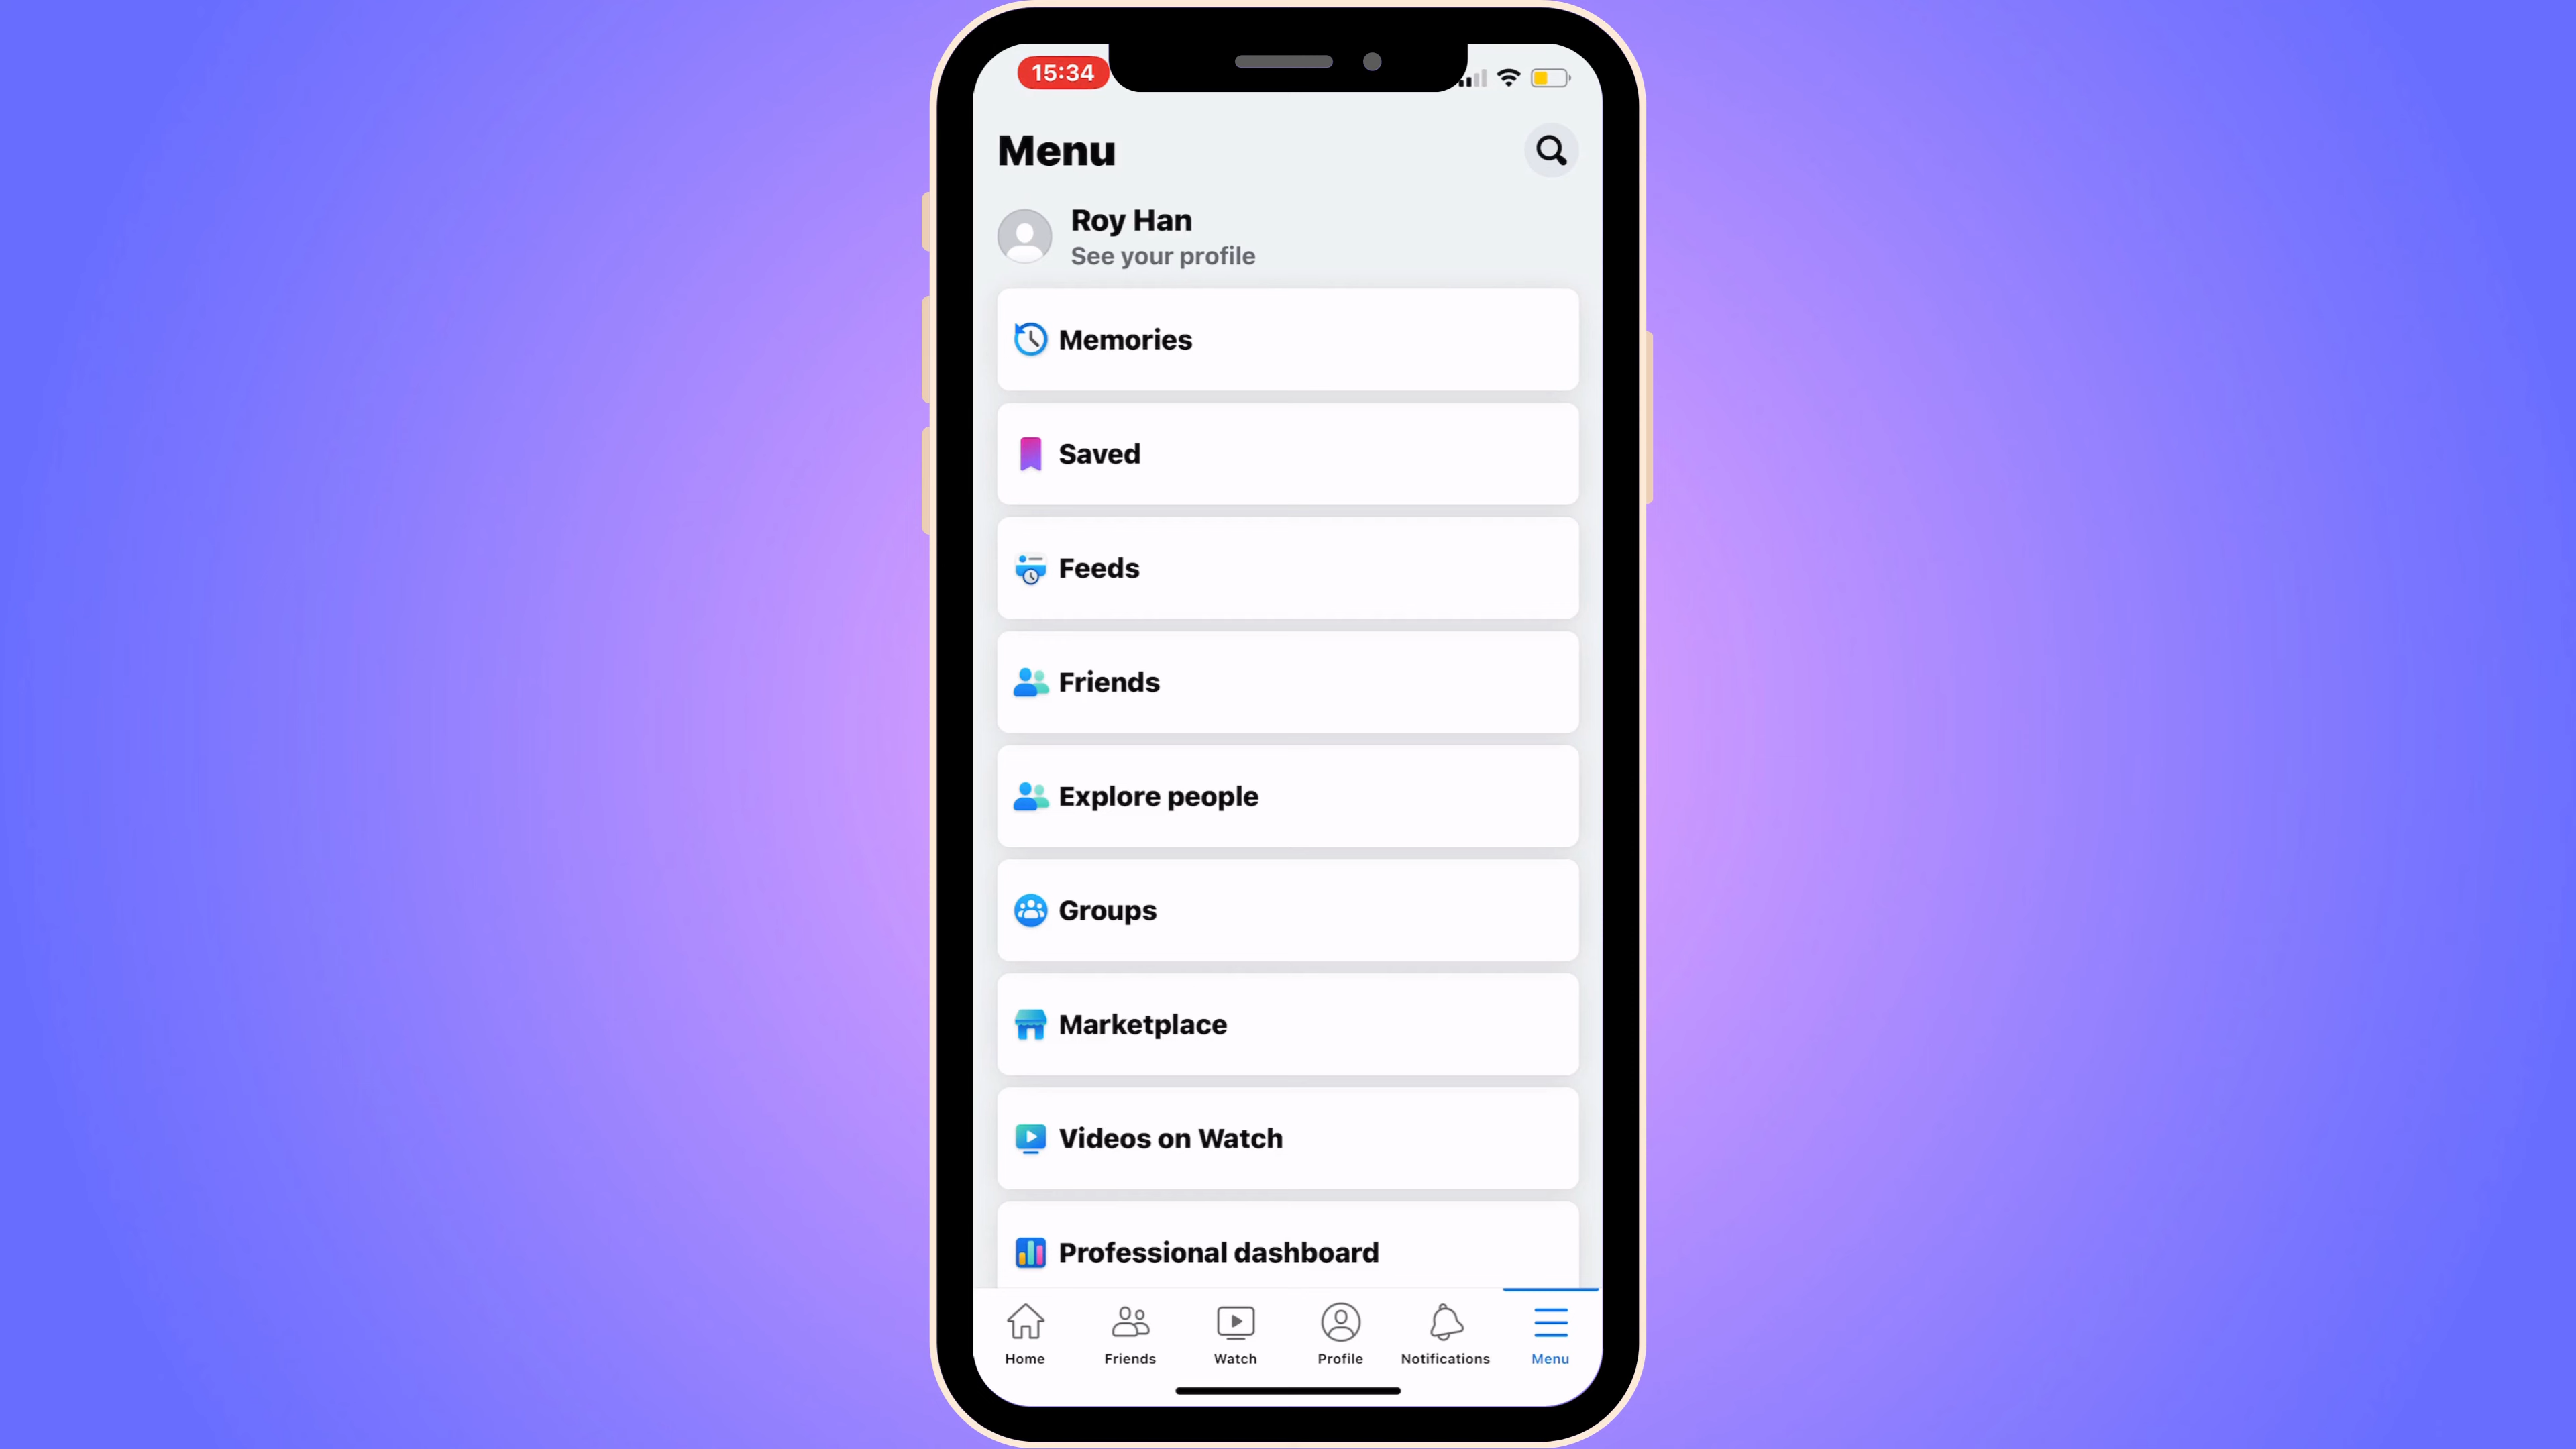 15:34
Menu
Roy Han
See your profile
Memories
Saved
Feeds
Friends
Explore people
Groups
Marketplace
Videos on Watch
Professional dashboard
Home
Friends
Watch
Profile
Notifications
Menu